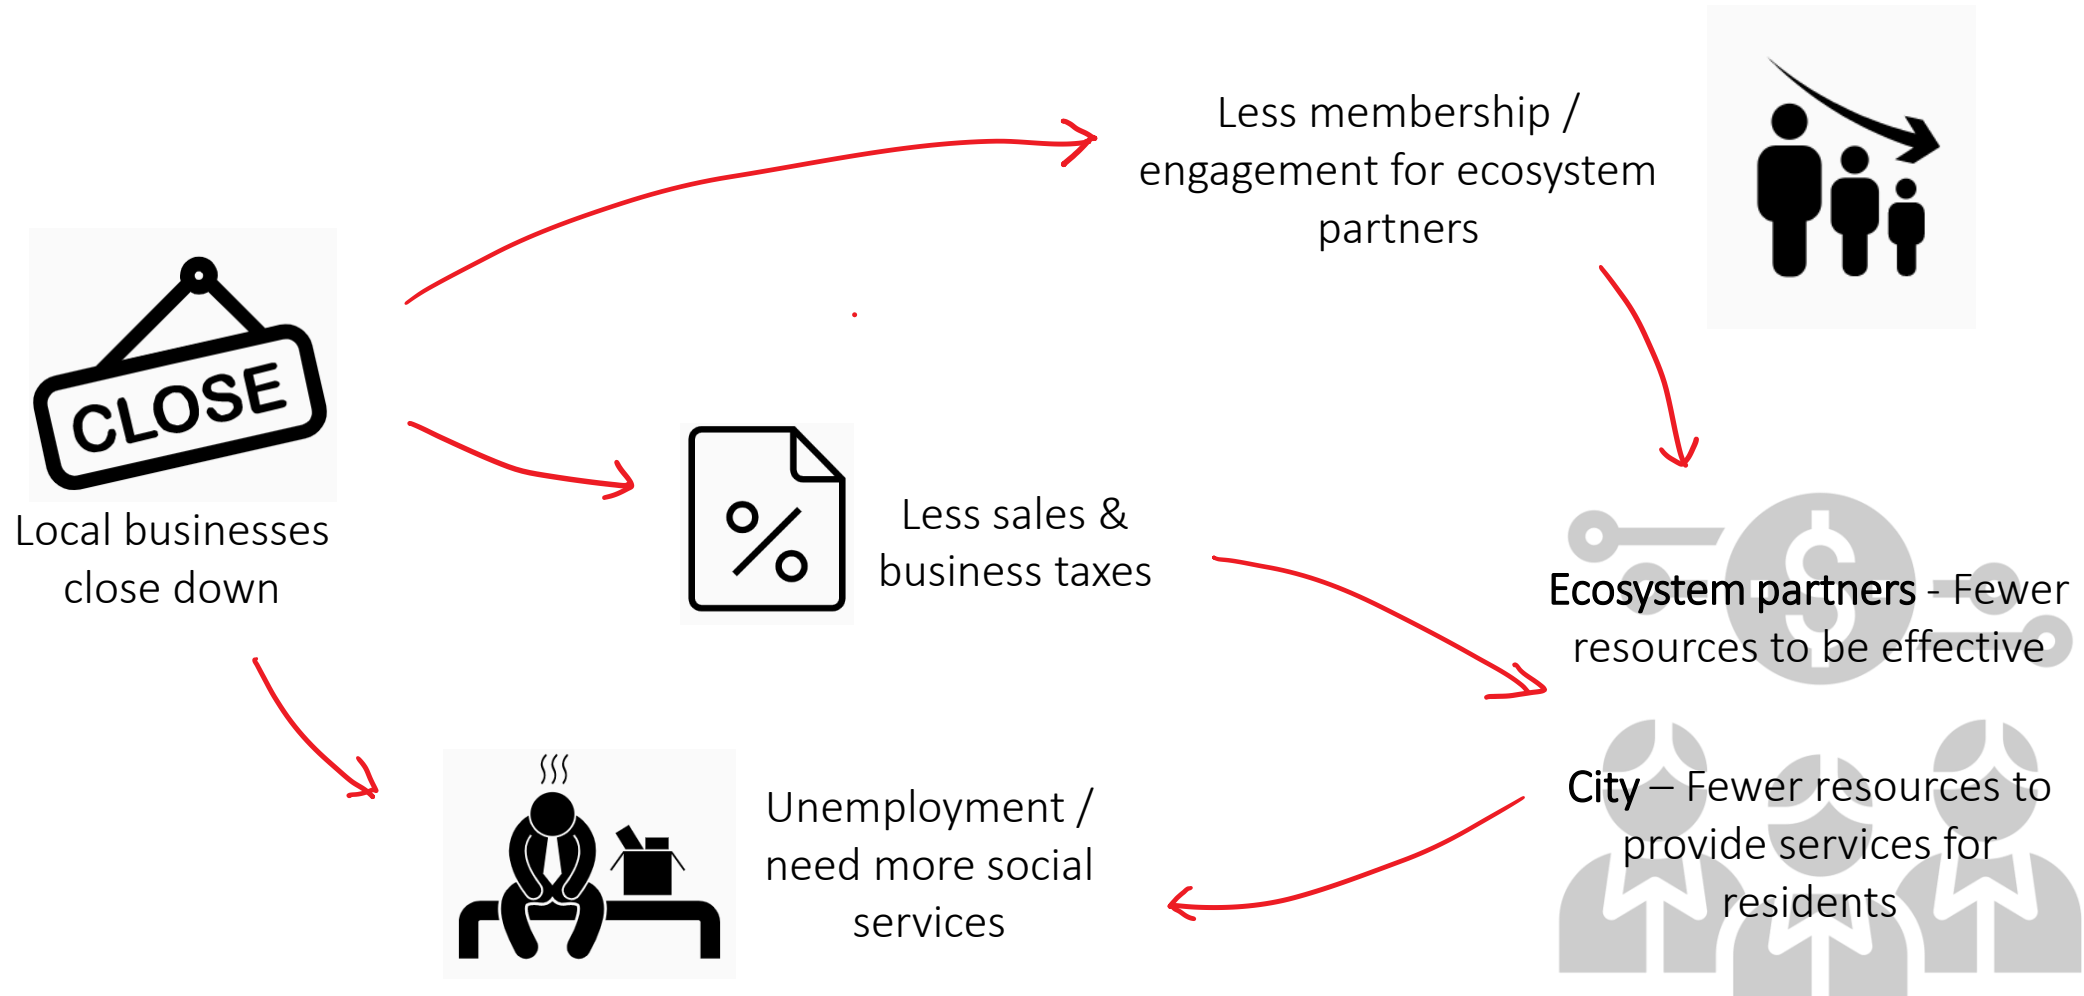 Less membership /
engagement for ecosystem
partners
CLOSE
Local businesses
close down
%
Less sales &
business taxes
$
Ecosystem partners - Fewer
resources to be effective
Unemployment /
need more social
services
City – Fewer resources to
provide services for
residents